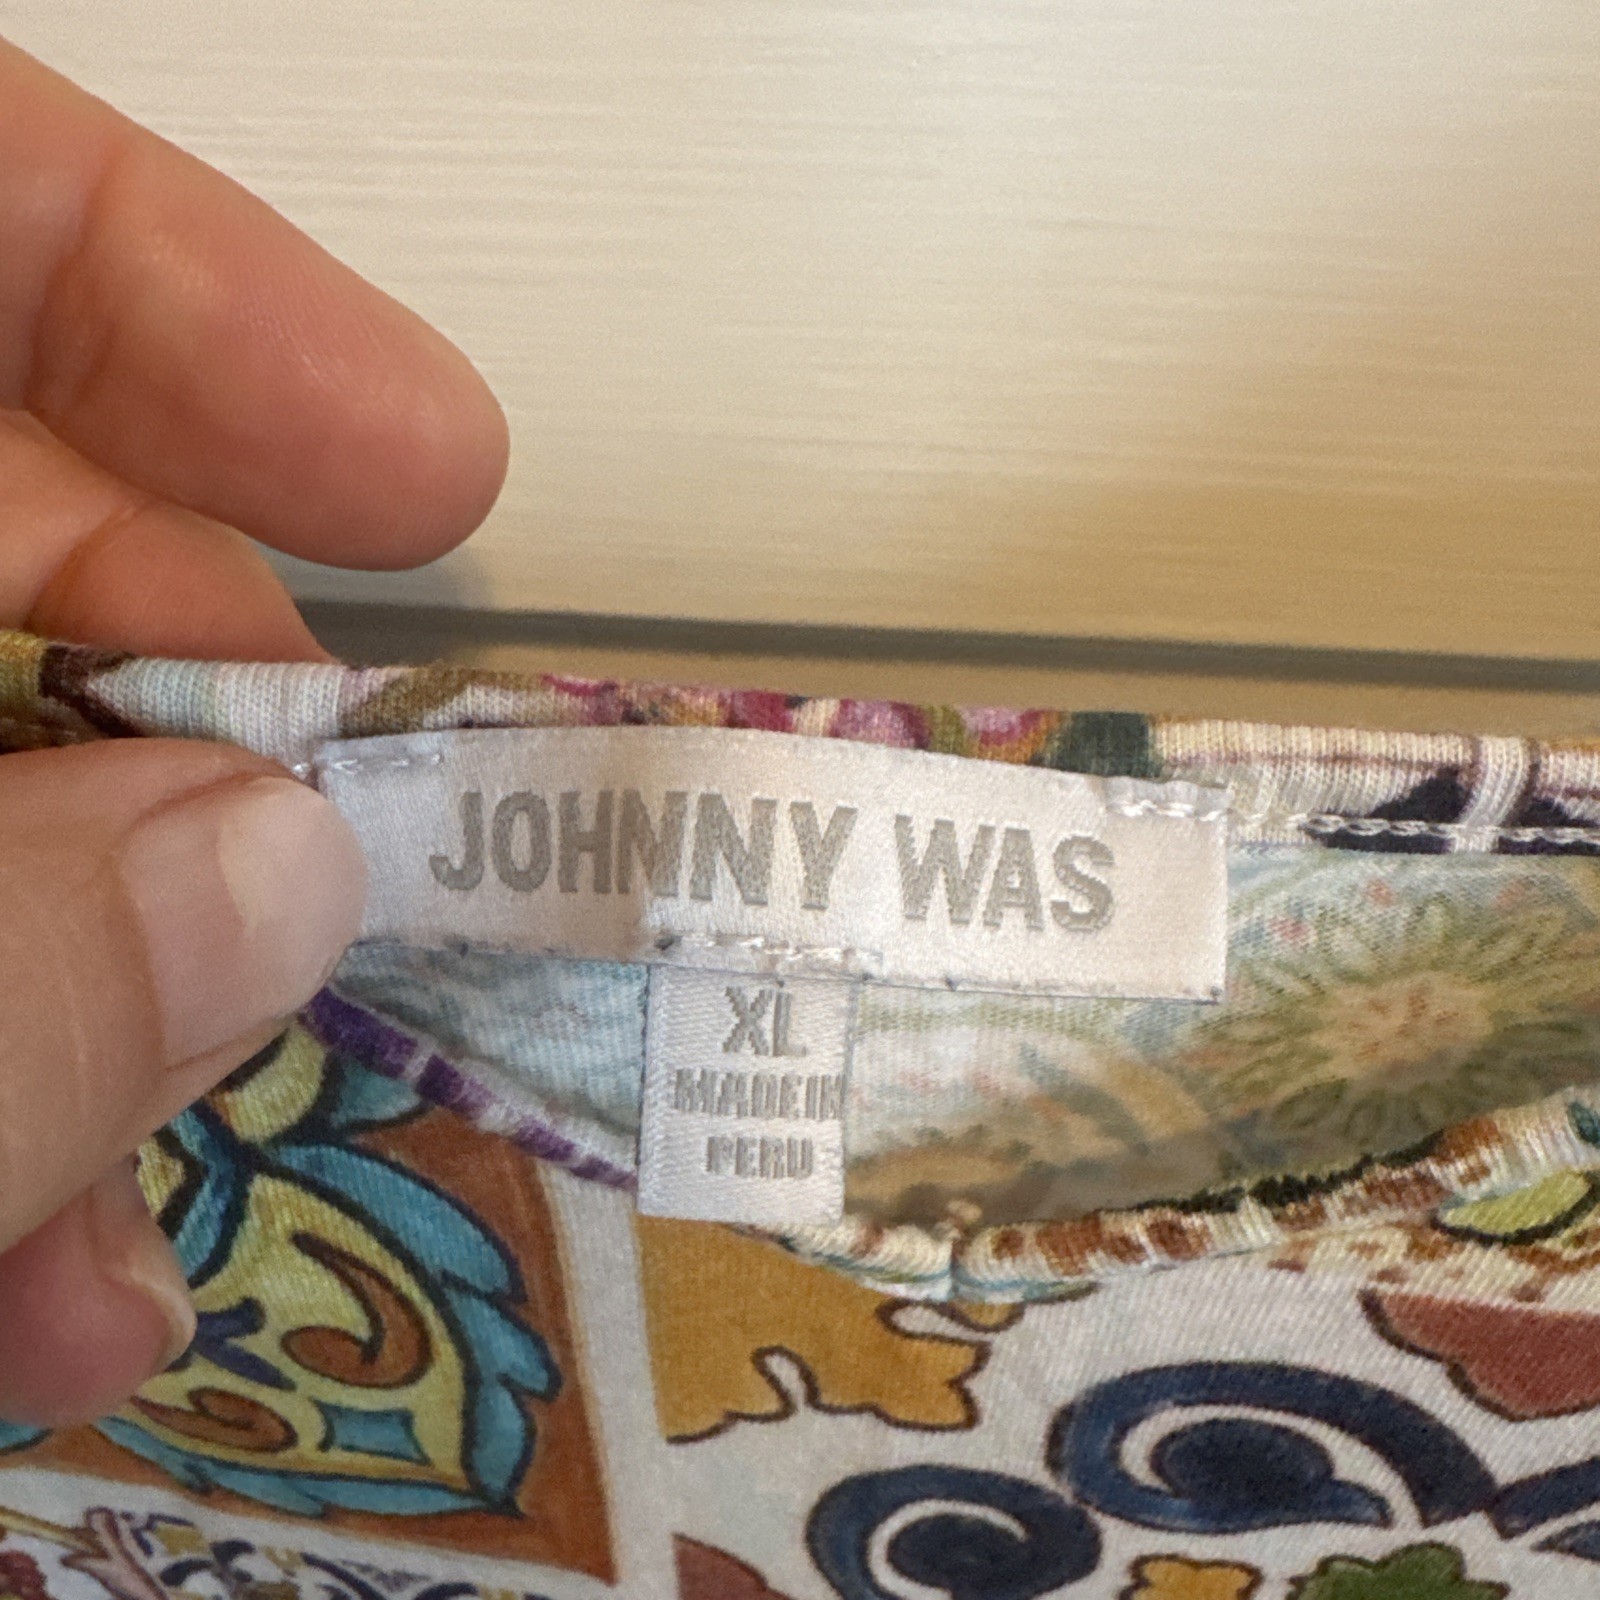 JOHNNY WAS
XL
MADE IN
PERU